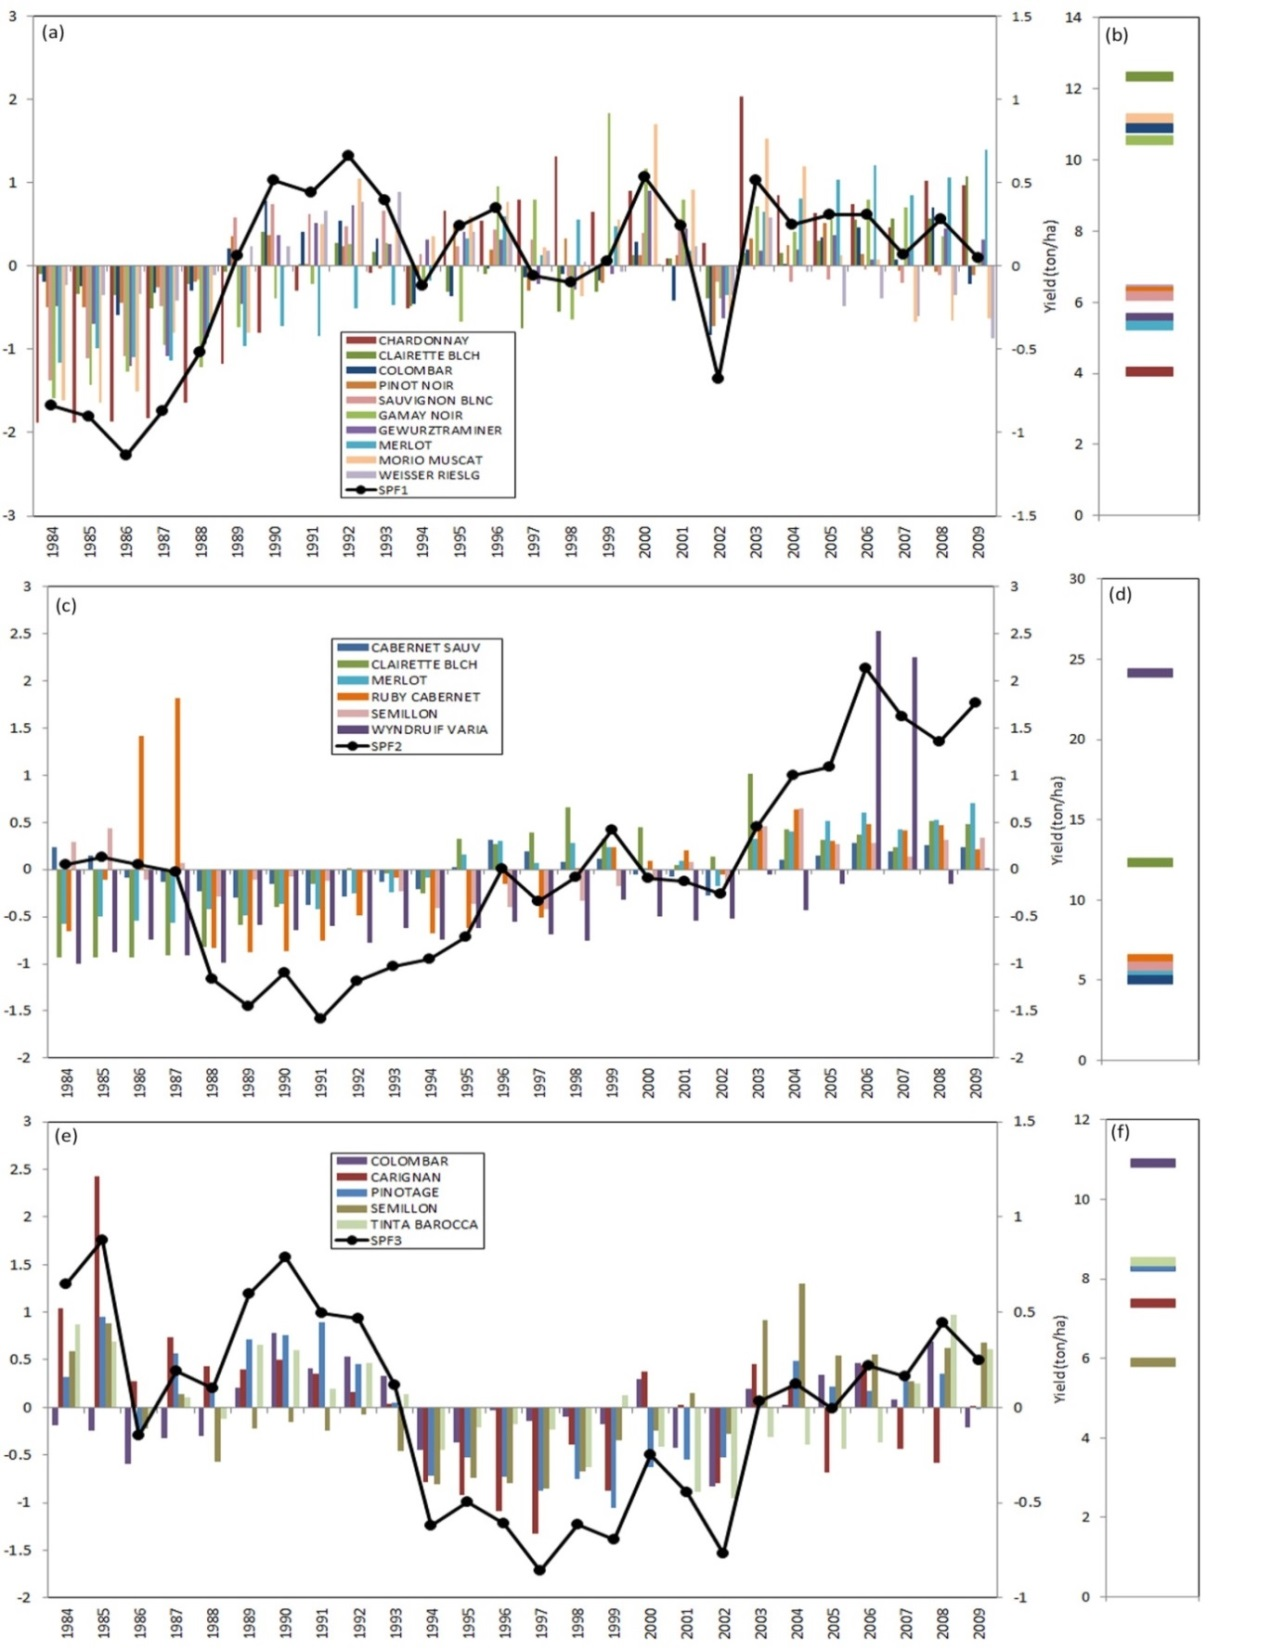 (a)
3
2
1
0
-1
-2
-3
1.5
1
0.5
0
-0.5
-1
-1.5
CHARDONNAY
CLAIRETTE BLCH
COLOMBAR
PINOT NOIR
SAUVIGNON BLNC
GAMAY NOIR
GEWURZTRAMINER
MERLOT
MORIO MUSCAT
WEISSER RIESLG
SPF1
1984 1985 1986 1987 1988 1989 1990 1991 1992 1993 1994 1995 1996 1997 1998 1999 2000 2001 2002 2003 2004 2005 2006 2007 2008 2009
(b)
Yield(ton/ha)
14
12
10
8
6
4
2
0
(c)
3
2.5
2
1.5
1
0.5
0
-0.5
-1
-1.5
-2
3
2.5
2
1.5
1
0.5
0
-0.5
-1
-1.5
-2
CABERNET SAUV
CLAIRETTE BLCH
MERLOT
RUBY CABERNET
SEMILLON
WYNDRUIF VARIA
SPF2
1984 1985 1986 1987 1988 1989 1990 1991 1992 1993 1994 1995 1996 1997 1998 1999 2000 2001 2002 2003 2004 2005 2006 2007 2008 2009
(d)
Yield(ton/ha)
30
25
20
15
10
5
0
(e)
3
2.5
2
1.5
1
0.5
0
-0.5
-1
-1.5
-2
1.5
1
0.5
0
-0.5
-1
COLOMBAR
CARIGNAN
PINOTAGE
SEMILLON
TINTA BAROCCA
SPF3
1984 1985 1986 1987 1988 1989 1990 1991 1992 1993 1994 1995 1996 1997 1998 1999 2000 2001 2002 2003 2004 2005 2006 2007 2008 2009
(f)
Yield(ton/ha)
12
10
8
6
4
2
0